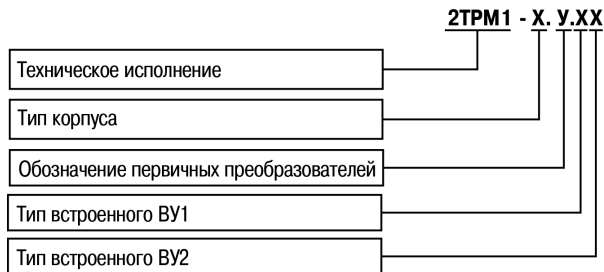 2ТРМ1 - Х. У.ХХ
Техническое исполнение
Тип корпуса
Обозначение первичных преобразователей
Тип встроенного ВУ1
Тип встроенного ВУ2